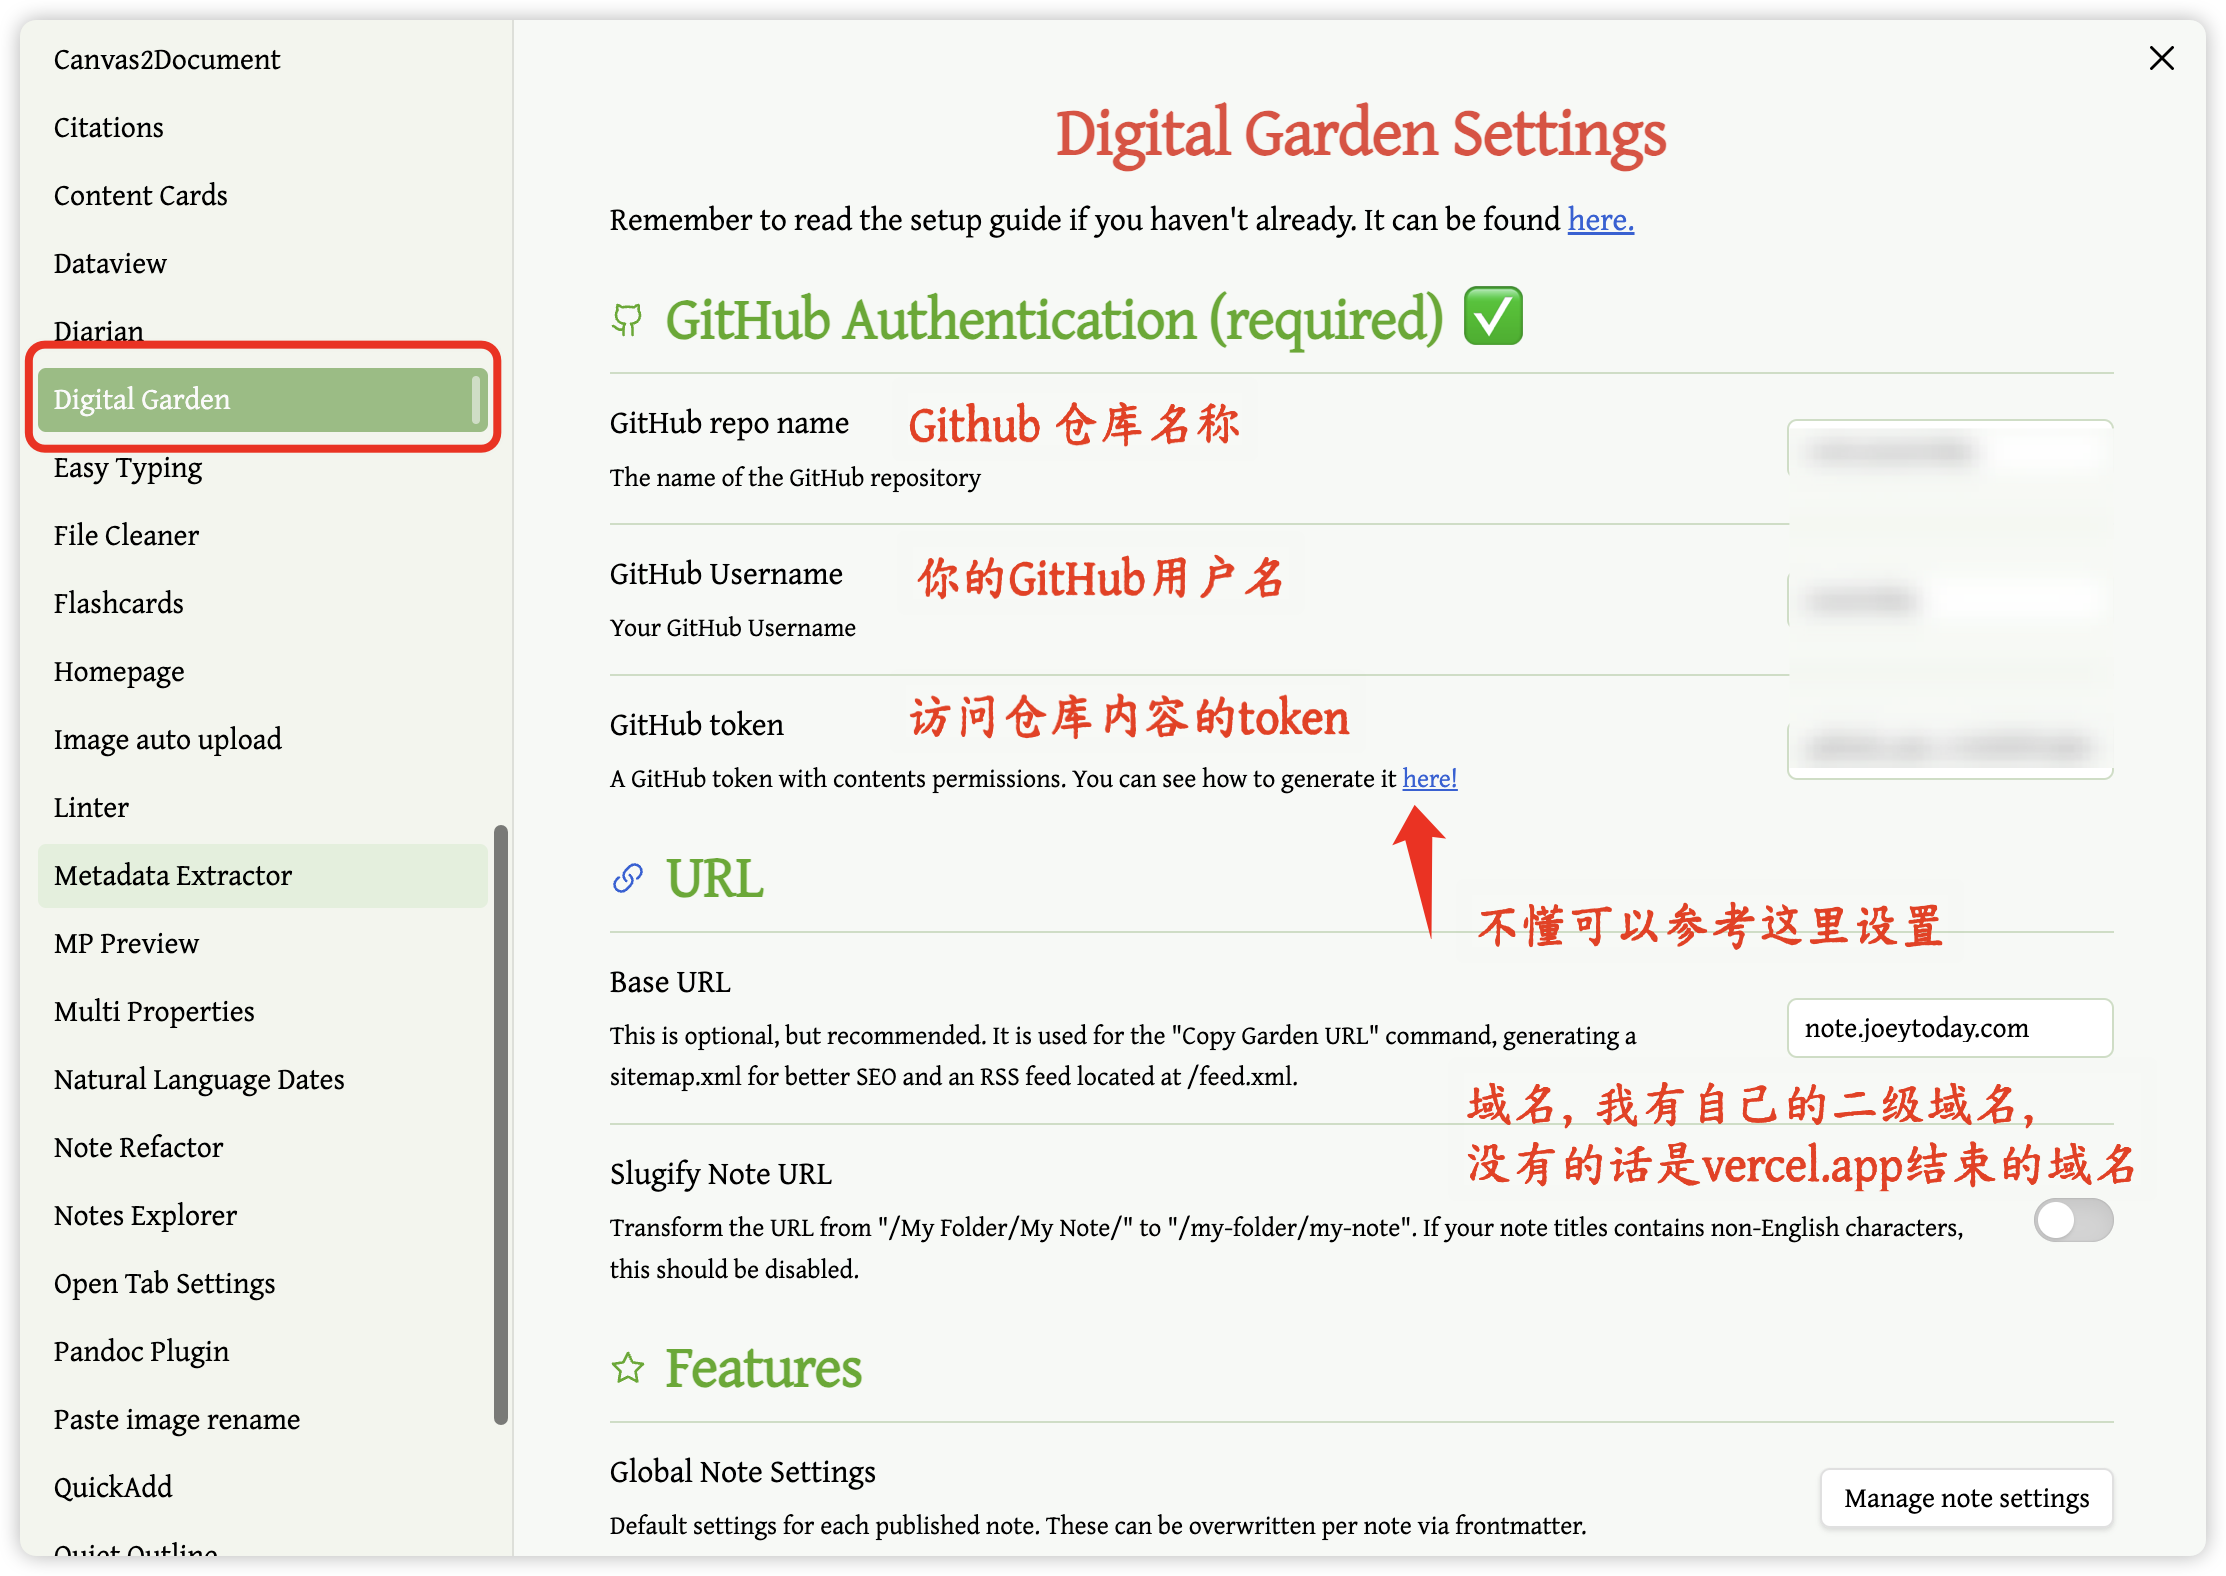 Canvas2Document
Citations
Content Cards
Dataview
Diarian
Digital Garden
Easy Typing
File Cleaner
Flashcards
Homepage
Image auto upload
Linter
Metadata Extractor
MP Preview
Multi Properties
Natural Language Dates
Note Refactor
Notes Explorer
Open Tab Settings
Pandoc Plugin
Paste image rename
QuickAdd
Quiet Outline
Digital Garden Settings
Remember to read the setup guide if you haven't already. It can be found here.
GitHub Authentication (required) ✅
GitHub repo name
Github 仓库名称
The name of the GitHub repository
GitHub Username
你的GitHub用户名
Your GitHub Username
GitHub token
访问仓库内容的token
A GitHub token with contents permissions. You can see how to generate it here!
URL
不懂可以参考这里设置
Base URL
This is optional, but recommended. It is used for the "Copy Garden URL" command, generating a
sitemap.xml for better SEO and an RSS feed located at /feed.xml.
note.joeytoday.com
域名, 我有自己的二级域名,
没有的话是vercel.app结束的域名
Slugify Note URL
Transform the URL from "/My Folder/My Note/" to "/my-folder/my-note". If your note titles contains non-English characters,
this should be disabled.
Features
Global Note Settings
Default settings for each published note. These can be overwritten per note via frontmatter.
Manage note settings